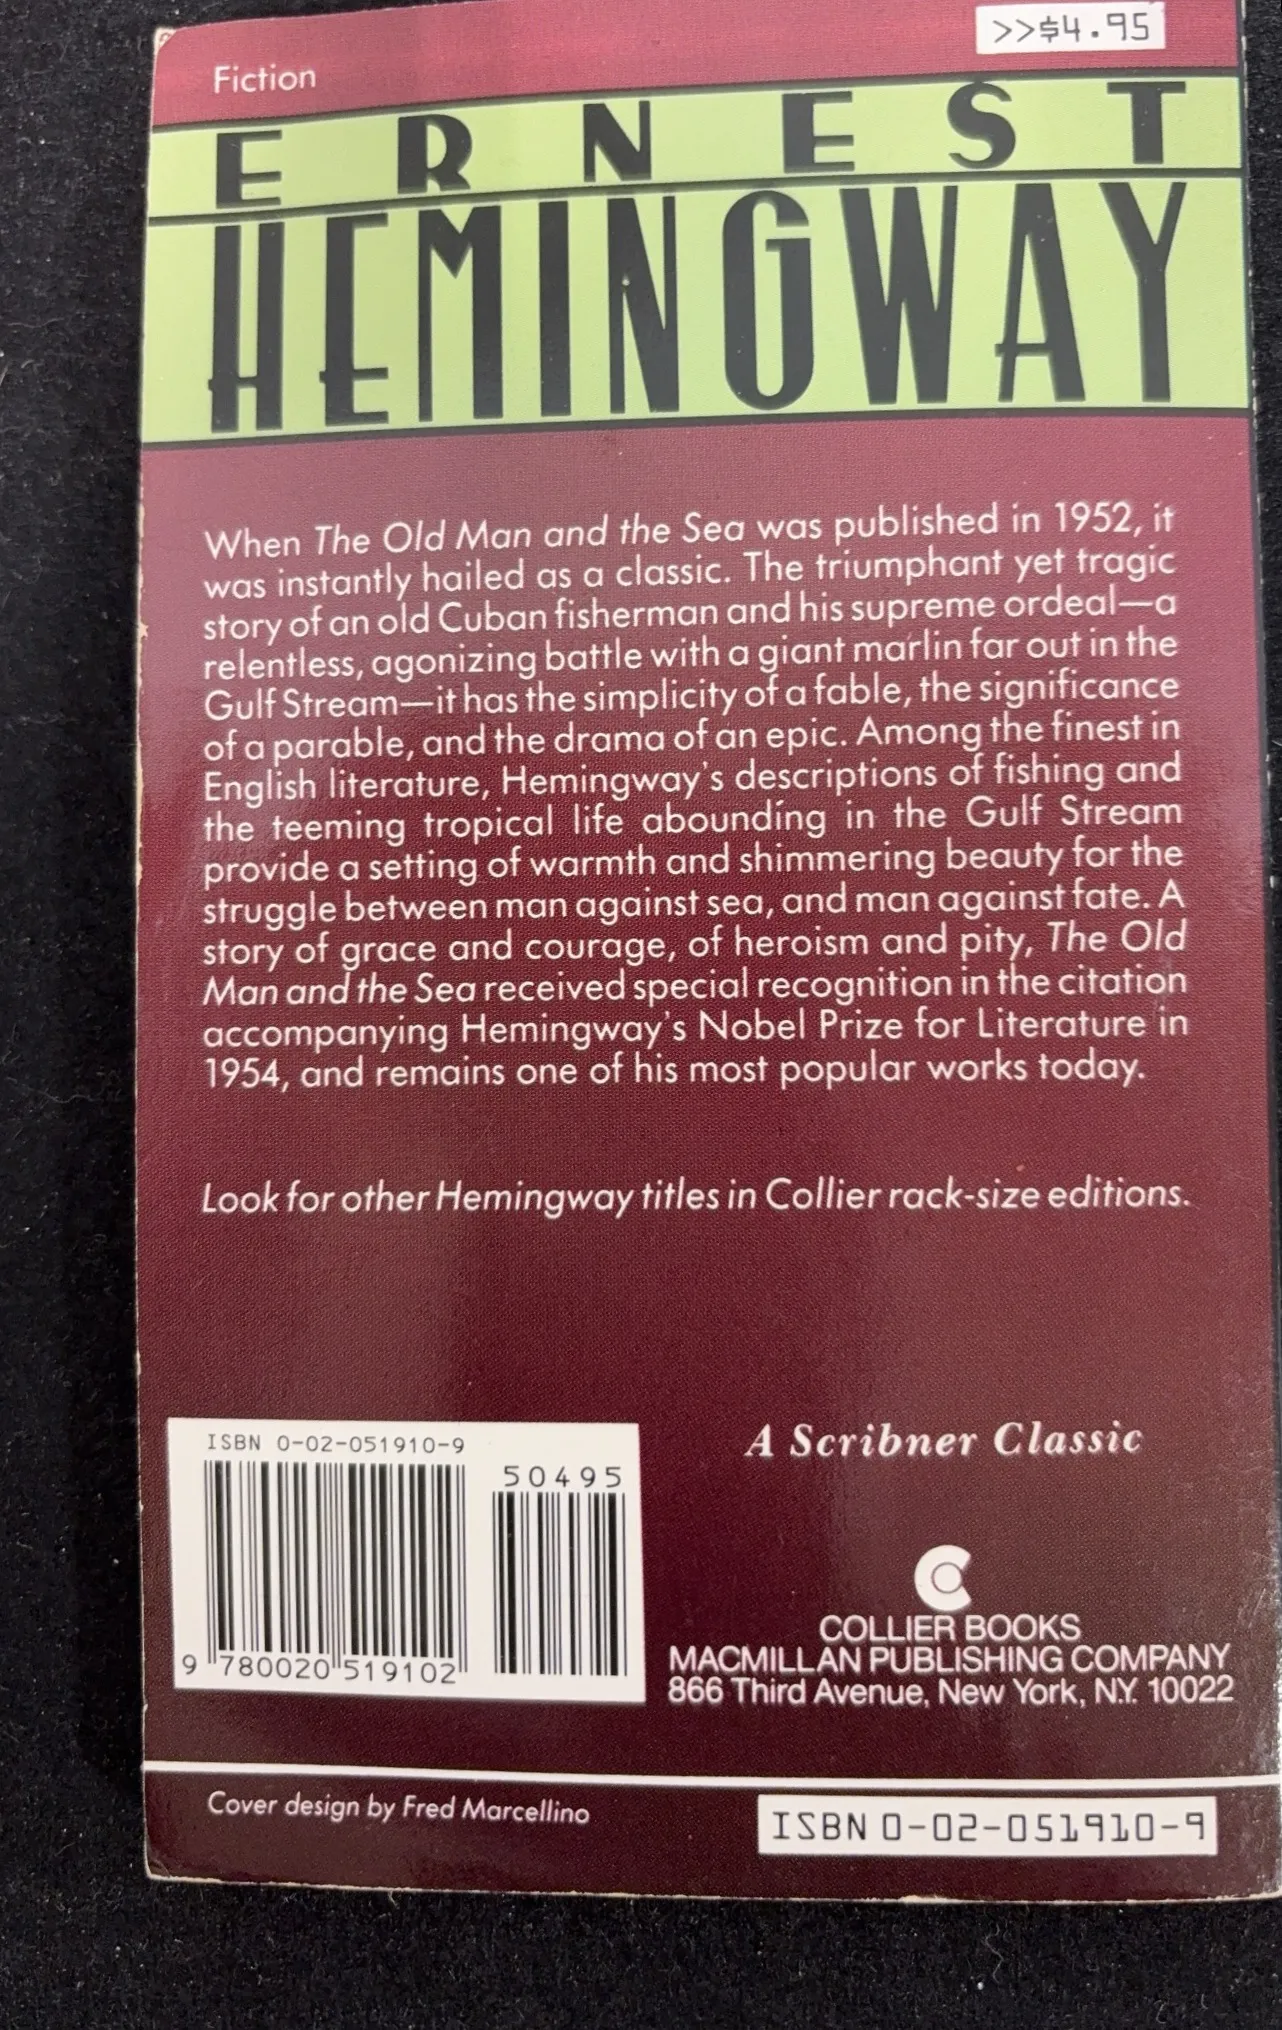 >>$4.95
Fiction
ERNEST
HEMINGWAY
When The Old Man and the Sea was published in 1952, it
was instantly hailed as a classic. The triumphant yet tragic
story of an old Cuban fisherman and his supreme ordeal—a
relentless, agonizing battle with a giant marlin far out in the
Gulf Stream—it has the simplicity of a fable, the significance
of a parable, and the drama of an epic. Among the finest in
English literature, Hemingway's descriptions of fishing and
the teeming tropical life abounding in the Gulf Stream
provide a setting of warmth and shimmering beauty for the
struggle between man against sea, and man against fate. A
story of grace and courage, of heroism and pity, The Old
Man and the Sea received special recognition in the citation
accompanying Hemingway's Nobel Prize for Literature in
1954, and remains one of his most popular works today.
Look for other Hemingway titles in Collier rack-size editions.
ISBN 0-02-051910-9
50495
9 780020 519102
A Scribner Classic
COLLIER BOOKS
MACMILLAN PUBLISHING COMPANY
866 Third Avenue, New York, N.Y. 10022
Cover design by Fred Marcellino
ISBN 0-02-051910-9